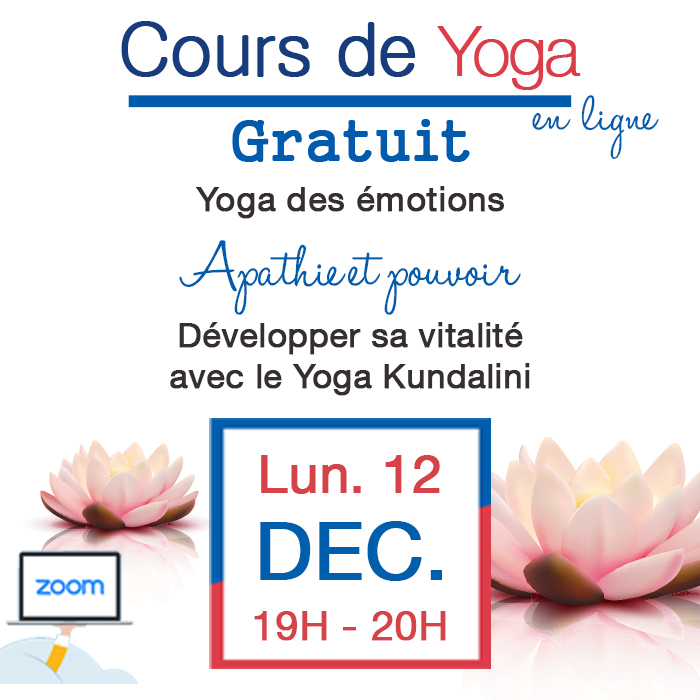 Cours de Yoga
en ligne
Gratuit
Yoga des émotions
Apathie et pouvoir
Développer sa vitalité
avec le Yoga Kundalini
Lun. 12
DEC.
19H - 20H
zoom